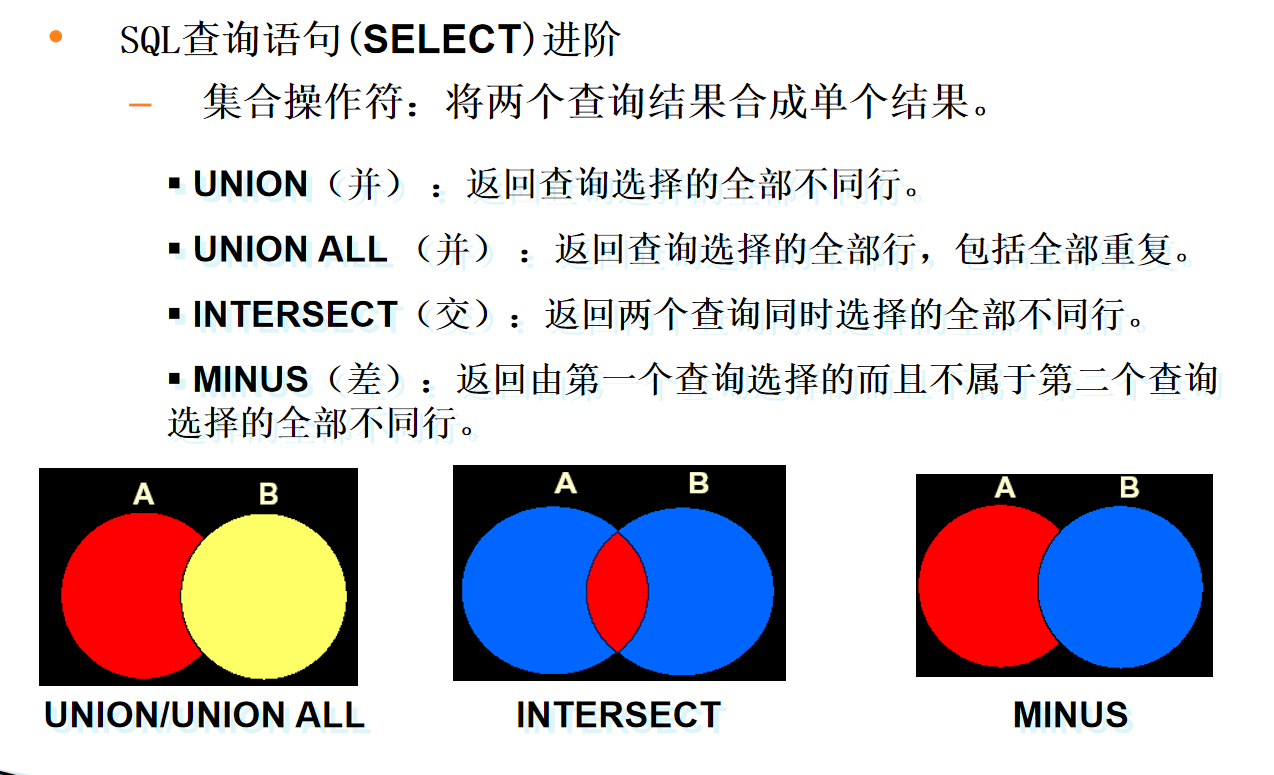 • SQL查询语句(SELECT)进阶
– 集合操作符：将两个查询结果合成单个结果。
▪ UNION（并）：返回查询选择的全部不同行。
▪ UNION ALL （并）：返回查询选择的全部行，包括全部重复。
▪ INTERSECT（交）：返回两个查询同时选择的全部不同行。
▪ MINUS（差）：返回由第一个查询选择的而且不属于第二个查询
选择的全部不同行。
A B
A B
A B
UNION/UNION ALL
INTERSECT
MINUS